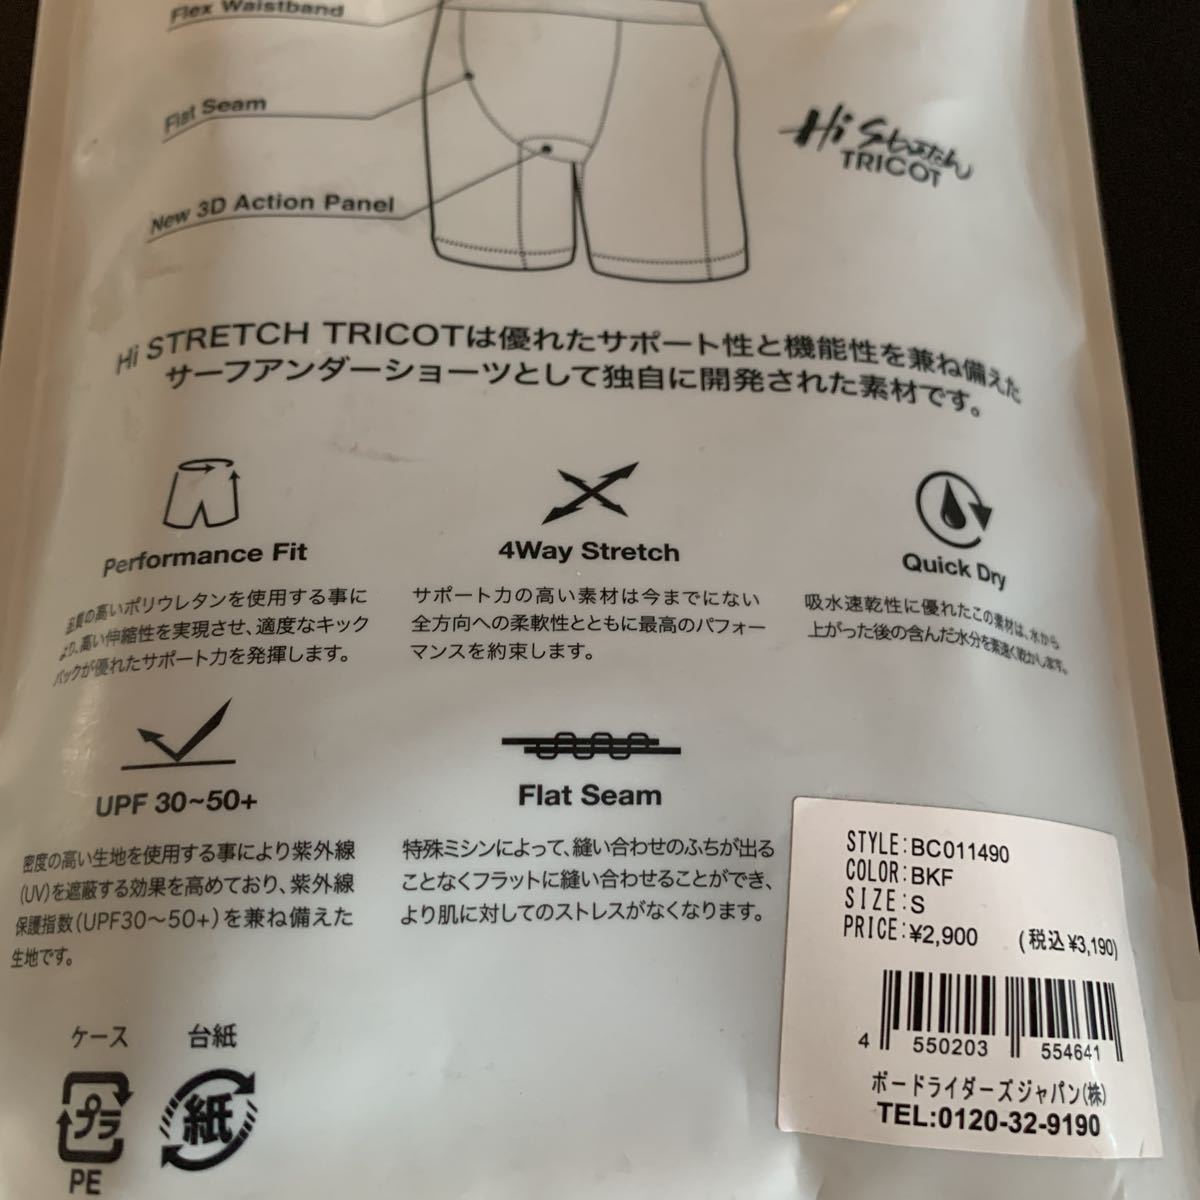 Flex Waistband
Flat Seam
New 3D Action Panel
Hi
TRICOT
Hi STRETCH TRICOTは優れたサポート性と機能性を兼ね備えた
サーフアンダーショーツとして独自に開発された素材です。
Performance Fit
品質の高いポリウレタンを使用する事に
より、高い伸縮性を実現させ、適度なキック
バックが優れたサポート力を発揮します。
4Way Stretch
サポート力の高い素材は今までにない
全方向への柔軟性とともに最高のパフォー
マンスを約束します。
Quick Dry
吸水速乾性に優れたこの素材は、水から
上がった後の含んだ水分を素速く乾かします。
UPF 30~50+
密度の高い生地を使用する事により紫外線
(UV)を遮蔽する効果を高めており、紫外線
保護指数(UPF30〜50+)を兼ね備えた
生地です。
Flat Seam
特殊ミシンによって、縫い合わせのふちが出る
ことなくフラットに縫い合わせることができ、
より肌に対してのストレスがなくなります。
ケース
プラ
PE
台紙
紙
STYLE:BC011490
COLOR:BKF
SIZE:S
PRICE:¥2,900 (税込¥3,190)
4 550203 554641
ボードライダーズジャパン(株)
TEL:0120-32-9190